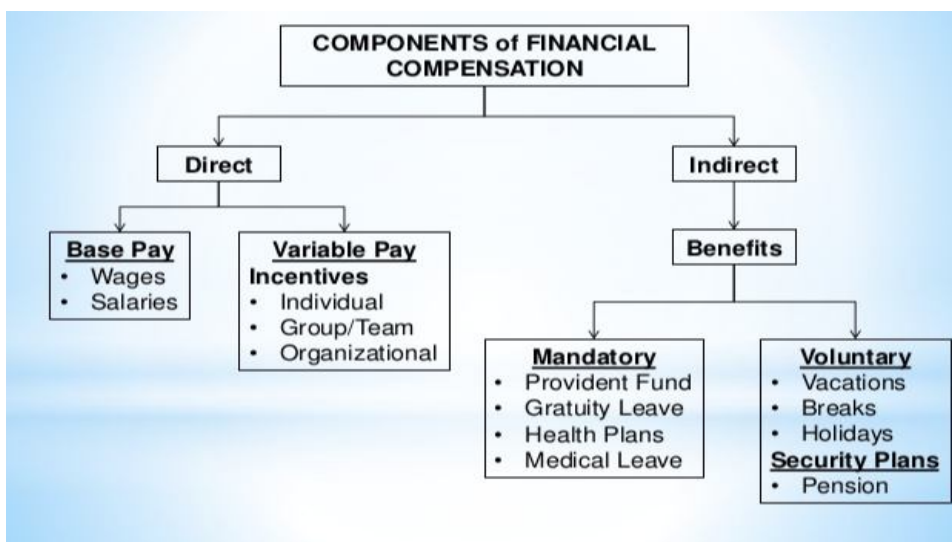 COMPONENTS of FINANCIAL
COMPENSATION
Direct
Indirect
Base Pay
• Wages
• Salaries
Variable Pay
Incentives
• Individual
• Group/Team
• Organizational
Benefits
Mandatory
• Provident Fund
• Gratuity Leave
• Health Plans
• Medical Leave
Voluntary
• Vacations
• Breaks
• Holidays
Security Plans
• Pension